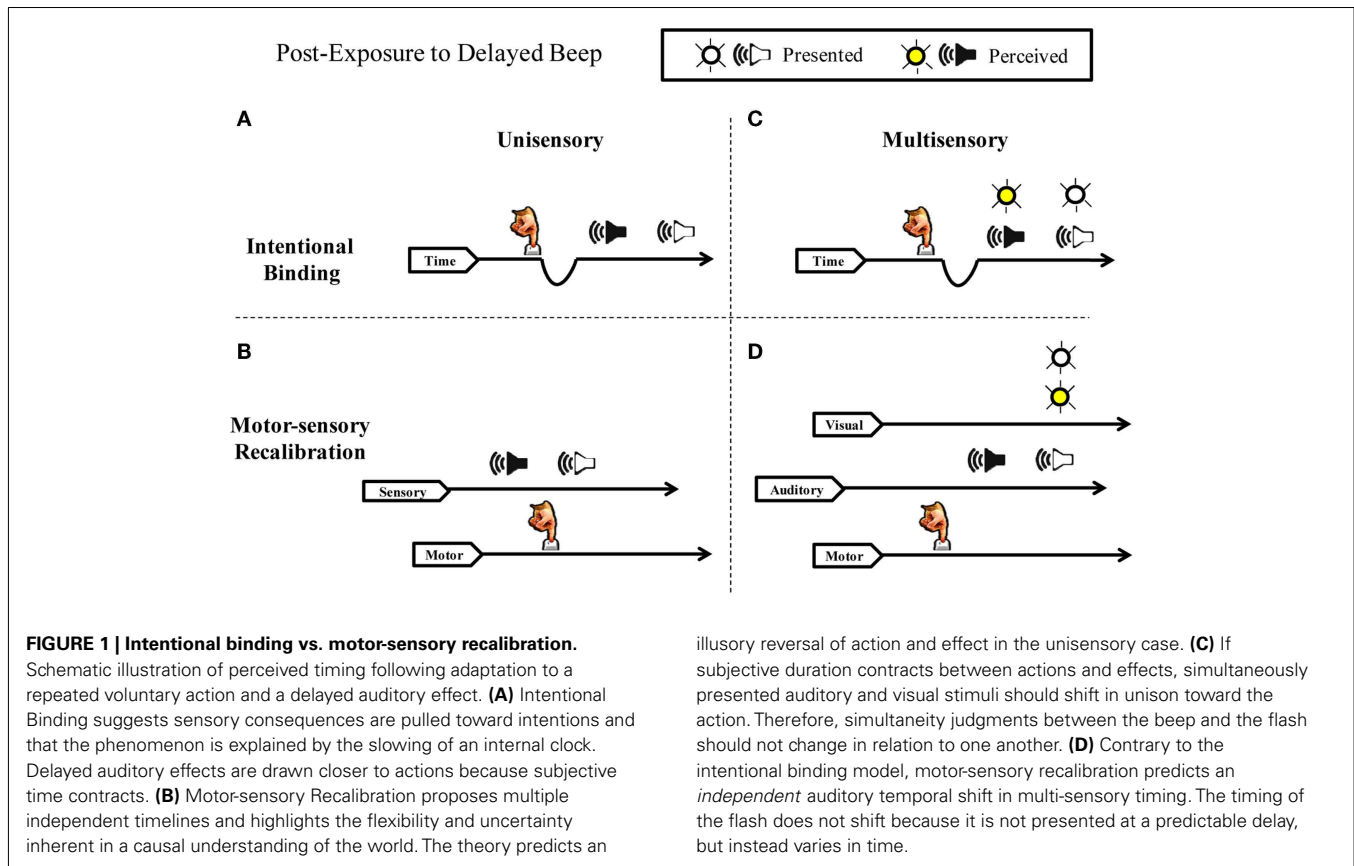 Post-Exposure to Delayed Beep
Presented
Perceived
A
Unisensory
C
Multisensory
Intentional
Binding
Time
Time
B
D
Motor-sensory
Recalibration
Sensory
Motor
Visual
Auditory
Motor
FIGURE 1 | Intentional binding vs. motor-sensory recalibration.
Schematic illustration of perceived timing following adaptation to a
repeated voluntary action and a delayed auditory effect. (A) Intentional
Binding suggests sensory consequences are pulled toward intentions and
that the phenomenon is explained by the slowing of an internal clock.
Delayed auditory effects are drawn closer to actions because subjective
time contracts. (B) Motor-sensory Recalibration proposes multiple
independent timelines and highlights the flexibility and uncertainty
inherent in a causal understanding of the world. The theory predicts an
illusory reversal of action and effect in the unisensory case. (C) If
subjective duration contracts between actions and effects, simultaneously
presented auditory and visual stimuli should shift in unison toward the
action. Therefore, simultaneity judgments between the beep and the flash
should not change in relation to one another. (D) Contrary to the
intentional binding model, motor-sensory recalibration predicts an
independent auditory temporal shift in multi-sensory timing. The timing of
the flash does not shift because it is not presented at a predictable delay,
but instead varies in time.